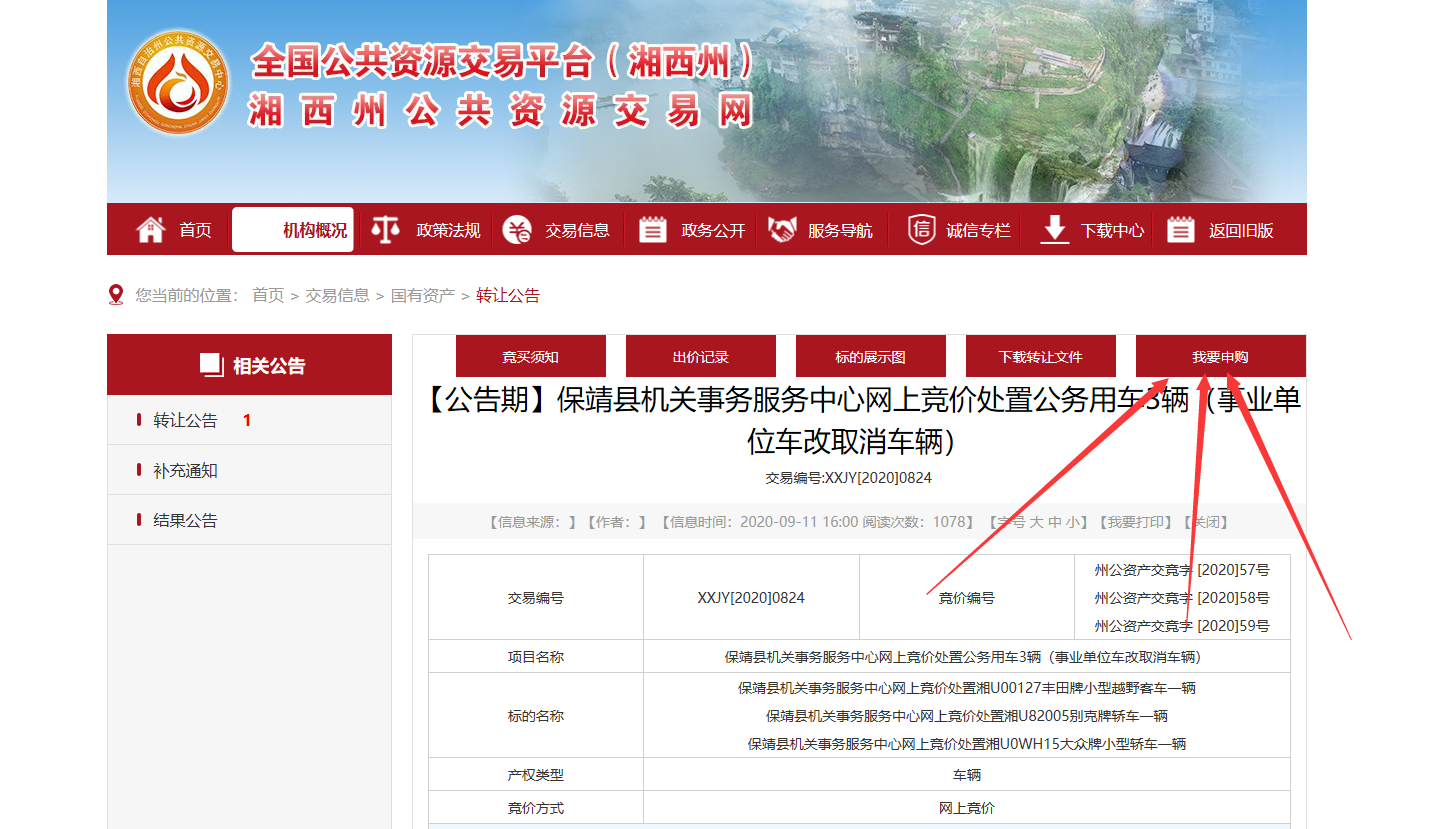 湘西自治州公共资源交易中心
全国公共资源交易平台（湘西州）
湘西州公共资源交易网
首页
机构概况
政策法规
交易信息
政务公开
服务导航
信
诚信专栏
下载中心
返回旧版
您当前的位置： 首页 > 交易信息 > 国有资产 > 转让公告
相关公告
转让公告 1
补充通知
结果公告
竞买须知
出价记录
标的展示图
下载转让文件
我要申购
【公告期】保靖县机关事务服务中心网上竞价处置公务用车3辆（事业单
位车改取消车辆）
交易编号:XXJY[2020]0824
【信息来源：】【作者：】 【信息时间：2020-09-11 16:00 阅读次数：1078】 【字号 大 中 小】【我要打印】【关闭】
交易编号
XXJY[2020]0824
竞价编号
州公资产交竟字 [2020]57号
州公资产交竟字 [2020]58号
州公资产交竟字 [2020]59号
项目名称
保靖县机关事务服务中心网上竞价处置公务用车3辆（事业单位车改取消车辆）
标的名称
保靖县机关事务服务中心网上竞价处置湘U00127丰田牌小型越野客车一辆
保靖县机关事务服务中心网上竞价处置湘U82005别克牌轿车一辆
保靖县机关事务服务中心网上竞价处置湘U0WH15大众牌小型轿车一辆
产权类型
车辆
竞价方式
网上竞价